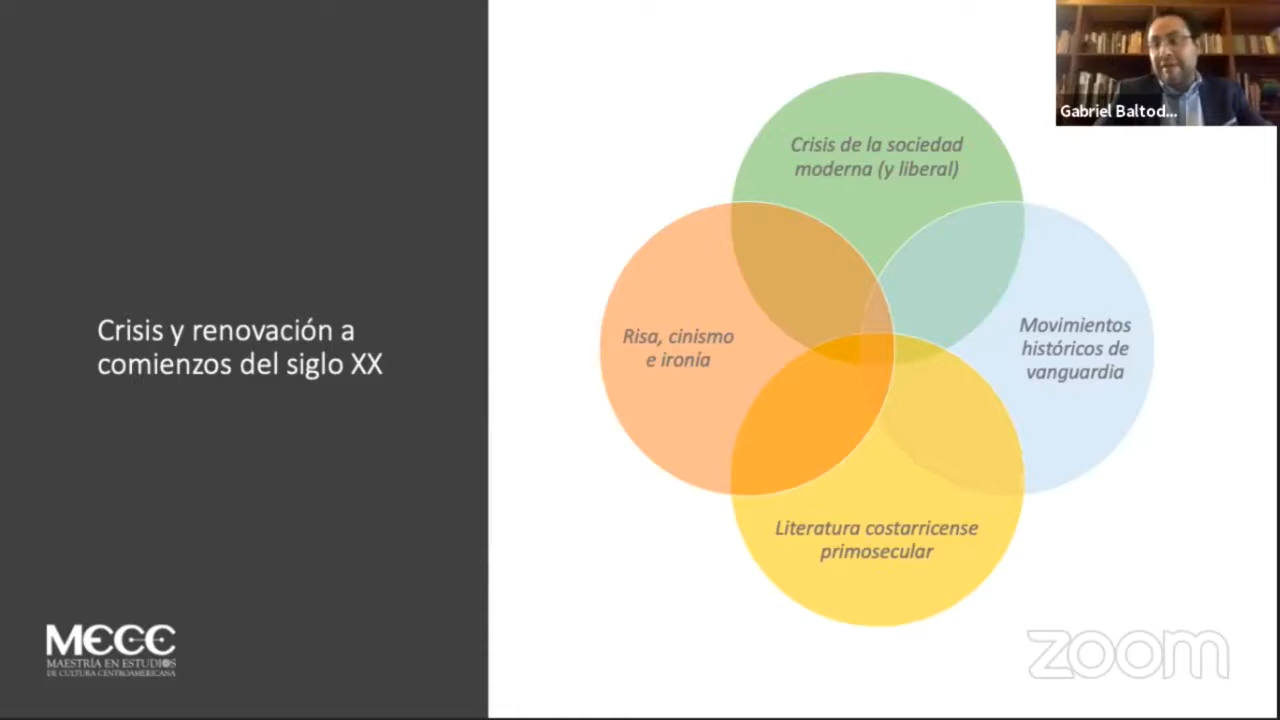 Gabriel Baltod...
Crisis de la sociedad
moderna (y liberal)
Risa, cinismo
e ironía
Movimientos
históricos de
vanguardia
Crisis y renovación a
comienzos del siglo XX
Literatura costarricense
primosecular
MECC
MAESTRÍA EN ESTUDIOS
DE CULTURA CENTROAMERICANA
zoom